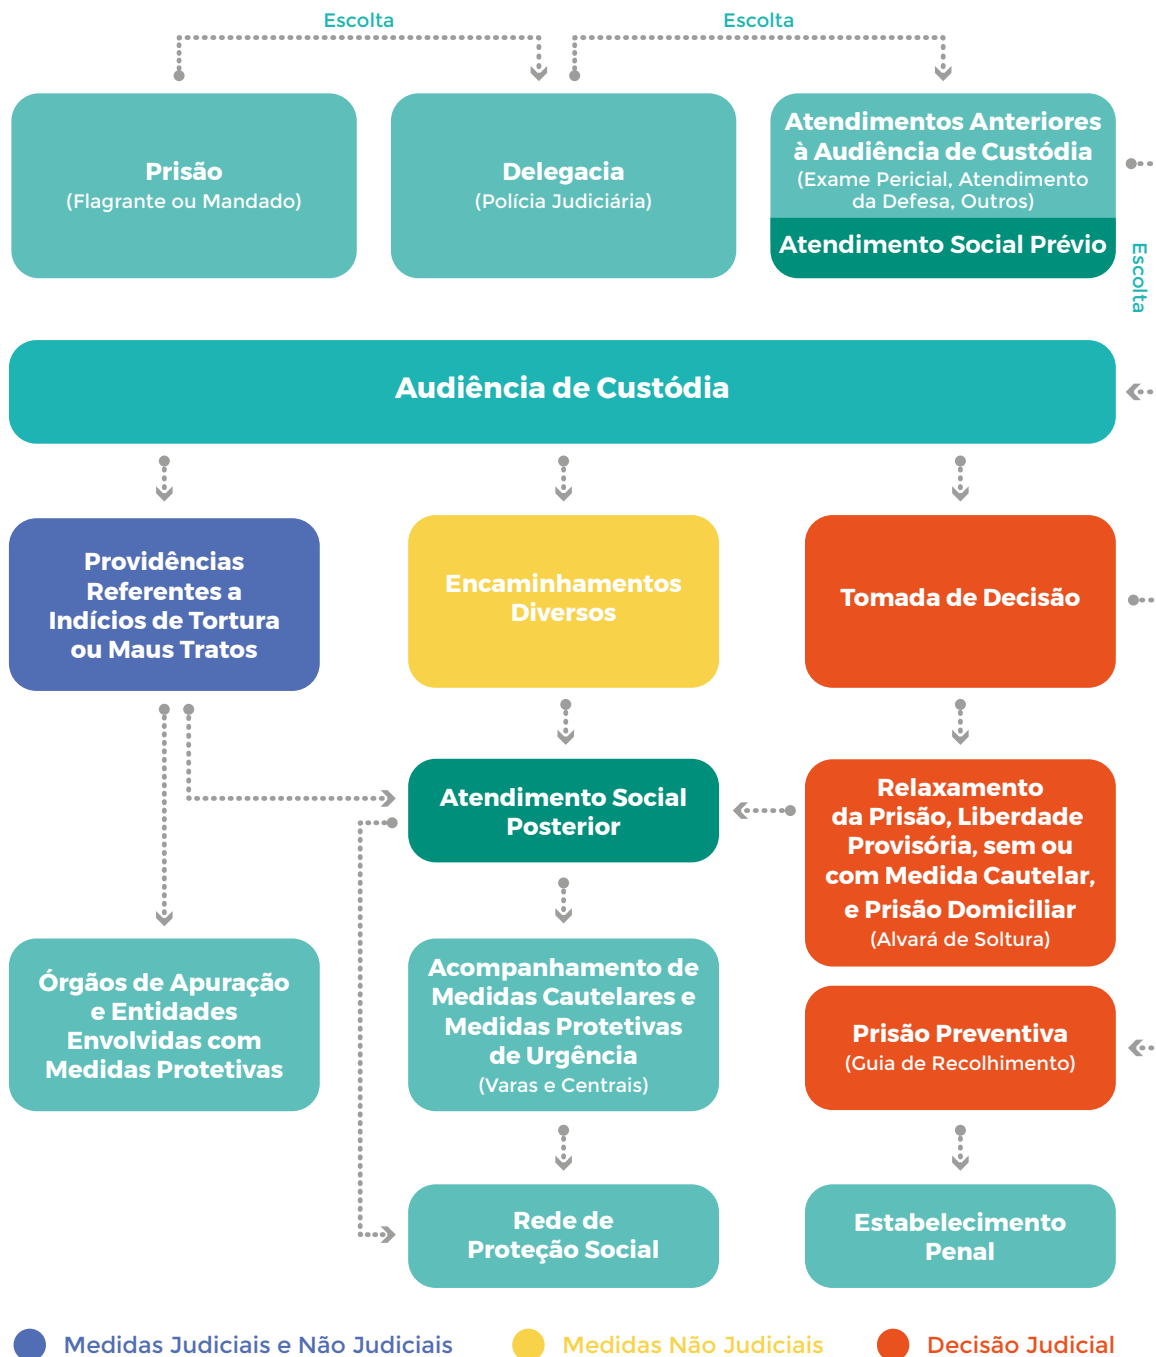 Escolta
Escolta
Prisão
(Flagrante ou Mandado)
Delegacia
(Polícia Judiciária)
Atendimentos Anteriores
à Audiência de Custódia
(Exame Pericial, Atendimento
da Defesa, Outros)
Atendimento Social Prévio
Escolta
Audiência de Custódia
Providências
Referentes a
Indícios de Tortura
ou Maus Tratos
Encaminhamentos
Diversos
Tomada de Decisão
Atendimento Social
Posterior
Relaxamento
da Prisão, Liberdade
Provisória, sem ou
com Medida Cautelar,
e Prisão Domiciliar
(Alvará de Soltura)
Órgãos de Apuração
e Entidades
Envolvidas com
Medidas Protetivas
Acompanhamento de
Medidas Cautelares e
Medidas Protetivas
de Urgência
(Varas e Centrais)
Prisão Preventiva
(Guia de Recolhimento)
Rede de
Proteção Social
Estabelecimento
Penal
Medidas Judiciais e Não Judiciais
Medidas Não Judiciais
Decisão Judicial